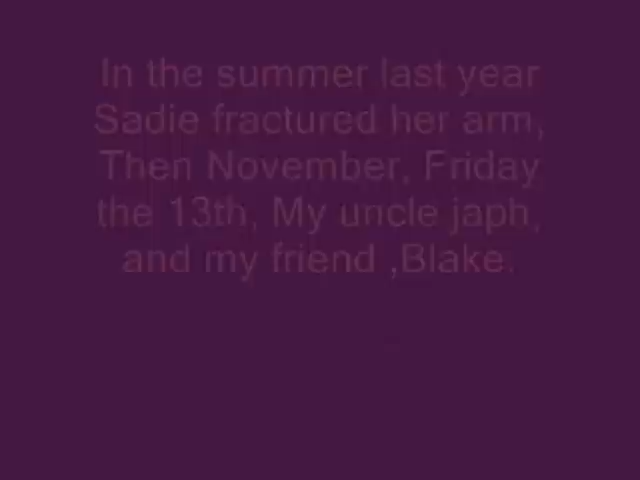 In the summer last year
Sadie fractured her arm,
Then November, Friday
the 13th, My uncle japh,
and my friend ,Blake.